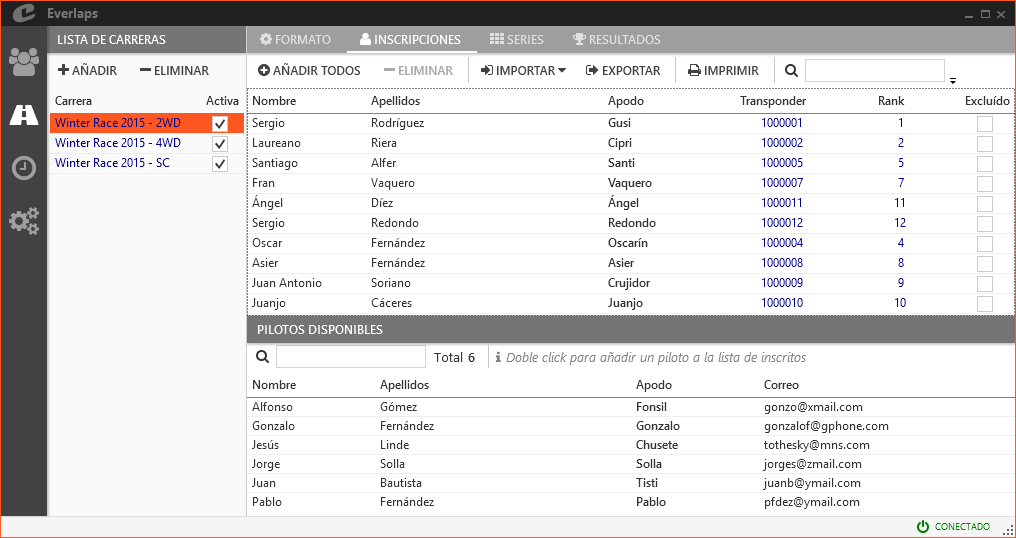 Everlaps
LISTA DE CARRERAS
FORMATO INSCRIPCIONES SERIES RESULTADOS
AÑADIR ELIMINAR
AÑADIR TODOS ELIMINAR IMPORTAR EXPORTAR IMPRIMIR
Carrera Activa
Winter Race 2015 - 2WD
Winter Race 2015 - 4WD
Winter Race 2015 - SC
Nombre Apellidos Apodo Transponder Rank Excluído
Sergio Rodríguez Gusi 1000001 1
Laureano Riera Cipri 1000002 2
Santiago Alfer Santi 1000005 5
Fran Vaquero Vaquero 1000007 7
Ángel Díez Ángel 1000011 11
Sergio Redondo Redondo 1000012 12
Oscar Fernández Oscarín 1000004 4
Asier Fernández Asier 1000008 8
Juan Antonio Soriano Crujidor 1000009 9
Juanjo Cáceres Juanjo 1000010 10
PILOTOS DISPONIBLES
Total 6 Doble click para añadir un piloto a la lista de inscritos
Nombre Apellidos Apodo Correo
Alfonso Gómez Fonsil gonzo@xmail.com
Gonzalo Fernández Gonzalo gonzalof@gphone.com
Jesús Linde Chusete tothesky@mns.com
Jorge Solla Solla jorges@zmail.com
Juan Bautista Tisti juanb@ymail.com
Pablo Fernández Pablo pfdez@ymail.com
CONECTADO